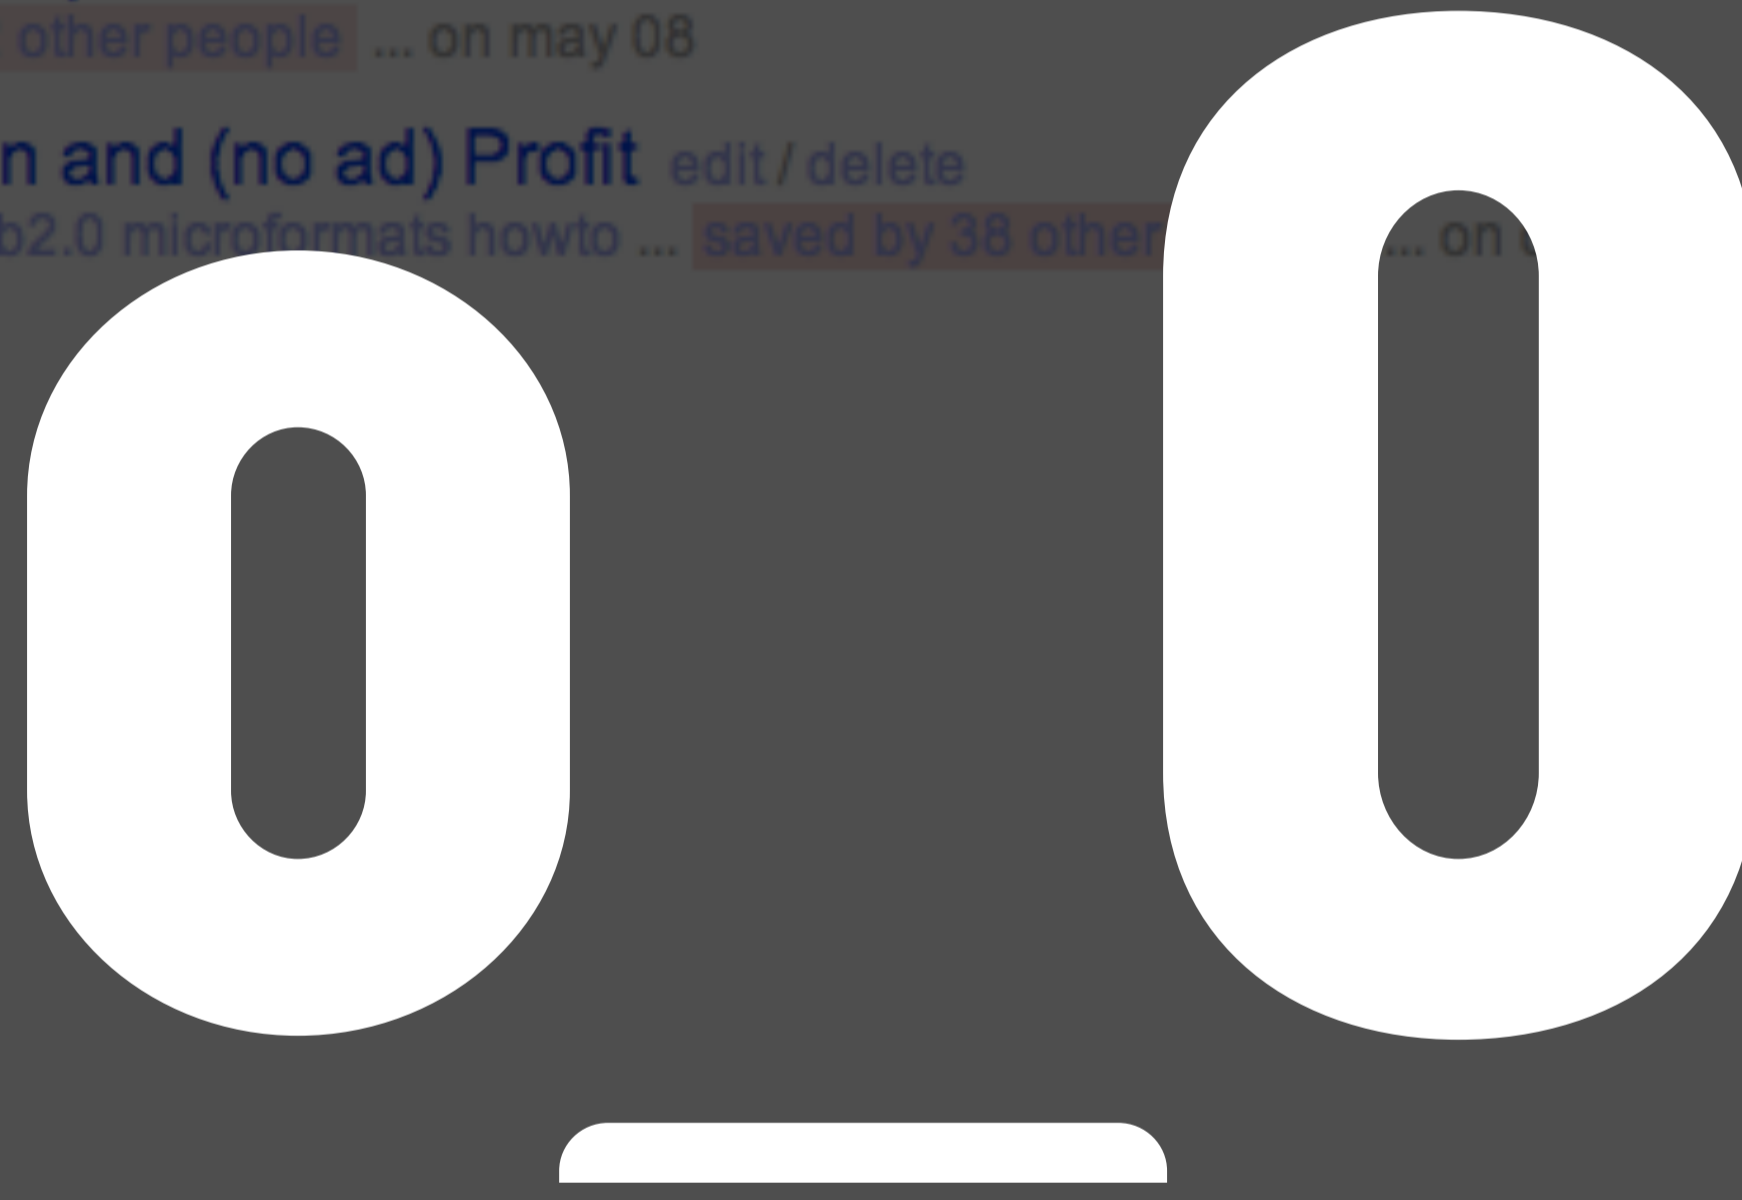 other people ... on may 08
n and (no ad) Profit edit / delete
b2.0 microformats howto ... saved by 38 other ... on
o_O